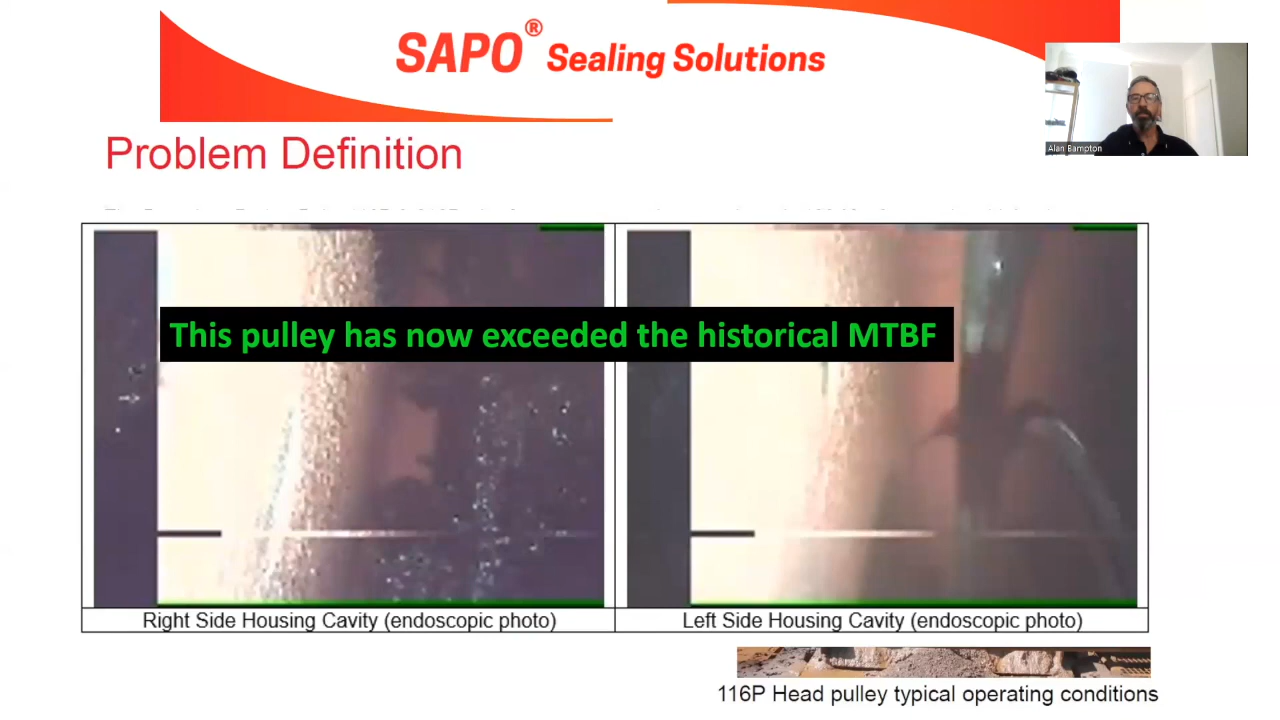 SAPO® Sealing Solutions
Alan Bampton
Problem Definition
This pulley has now exceeded the historical MTBF
Right Side Housing Cavity (endoscopic photo)
Left Side Housing Cavity (endoscopic photo)
116P Head pulley typical operating conditions